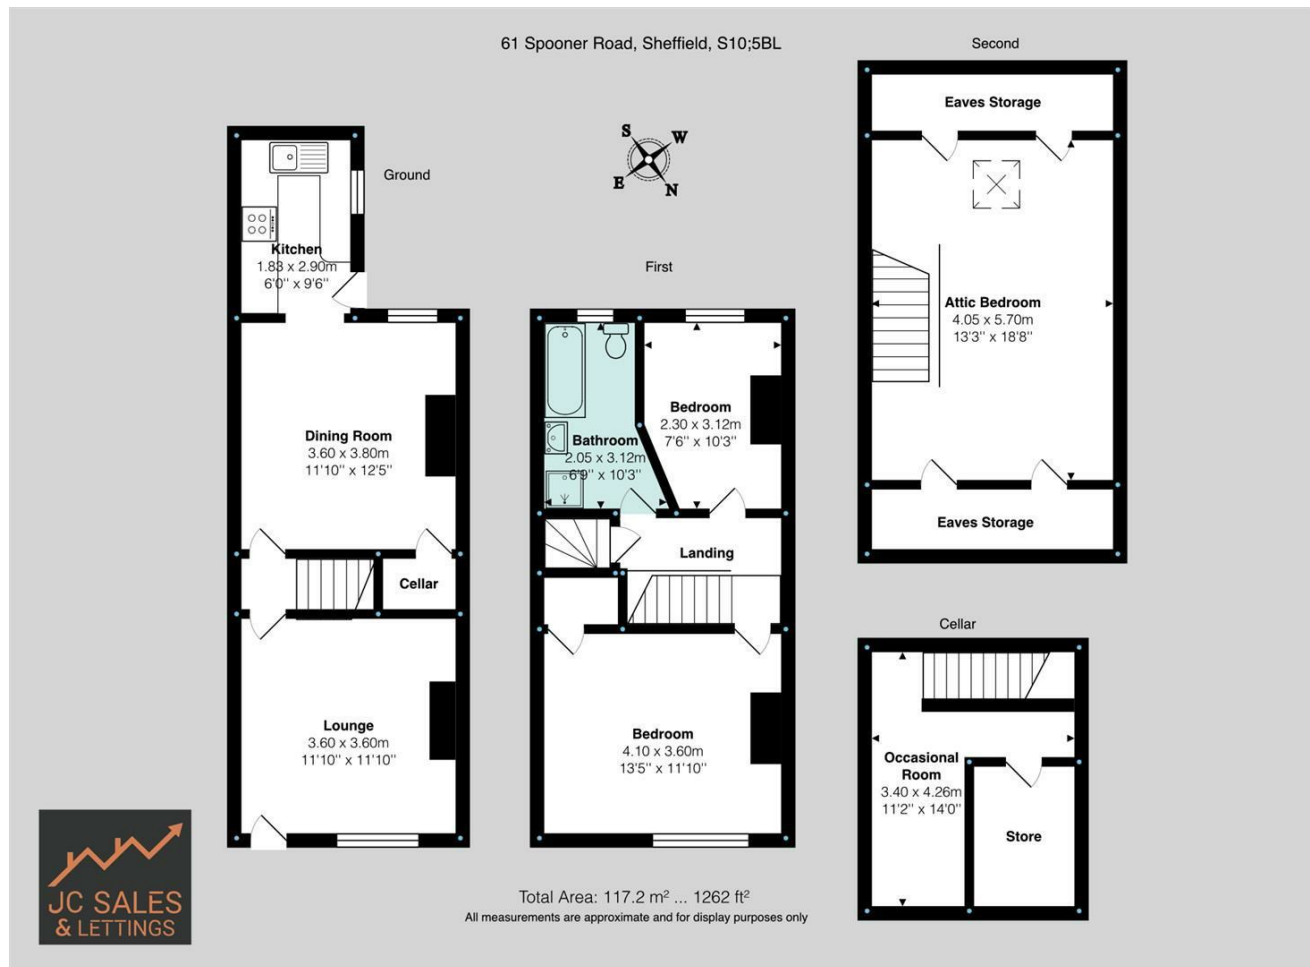 61 Spooner Road, Sheffield, S10;5BL
Second
S
W
E
N
Ground
First
Eaves Storage
Kitchen
1.83 x 2.90m
6'0'' x 9'6''
Dining Room
3.60 x 3.80m
11'10'' x 12'5''
Cellar
Lounge
3.60 x 3.60m
11'10'' x 11'10''
Bathroom
2.05 x 3.12m
6'9'' x 10'3''
Bedroom
2.30 x 3.12m
7'6'' x 10'3''
Landing
Bedroom
4.10 x 3.60m
13'5'' x 11'10''
Attic Bedroom
4.05 x 5.70m
13'3'' x 18'8''
Eaves Storage
Cellar
Occasional
Room
3.40 x 4.26m
11'2'' x 14'0''
Store
JC SALES
& LETTINGS
Total Area: 117.2 m² ... 1262 ft²
All measurements are approximate and for display purposes only